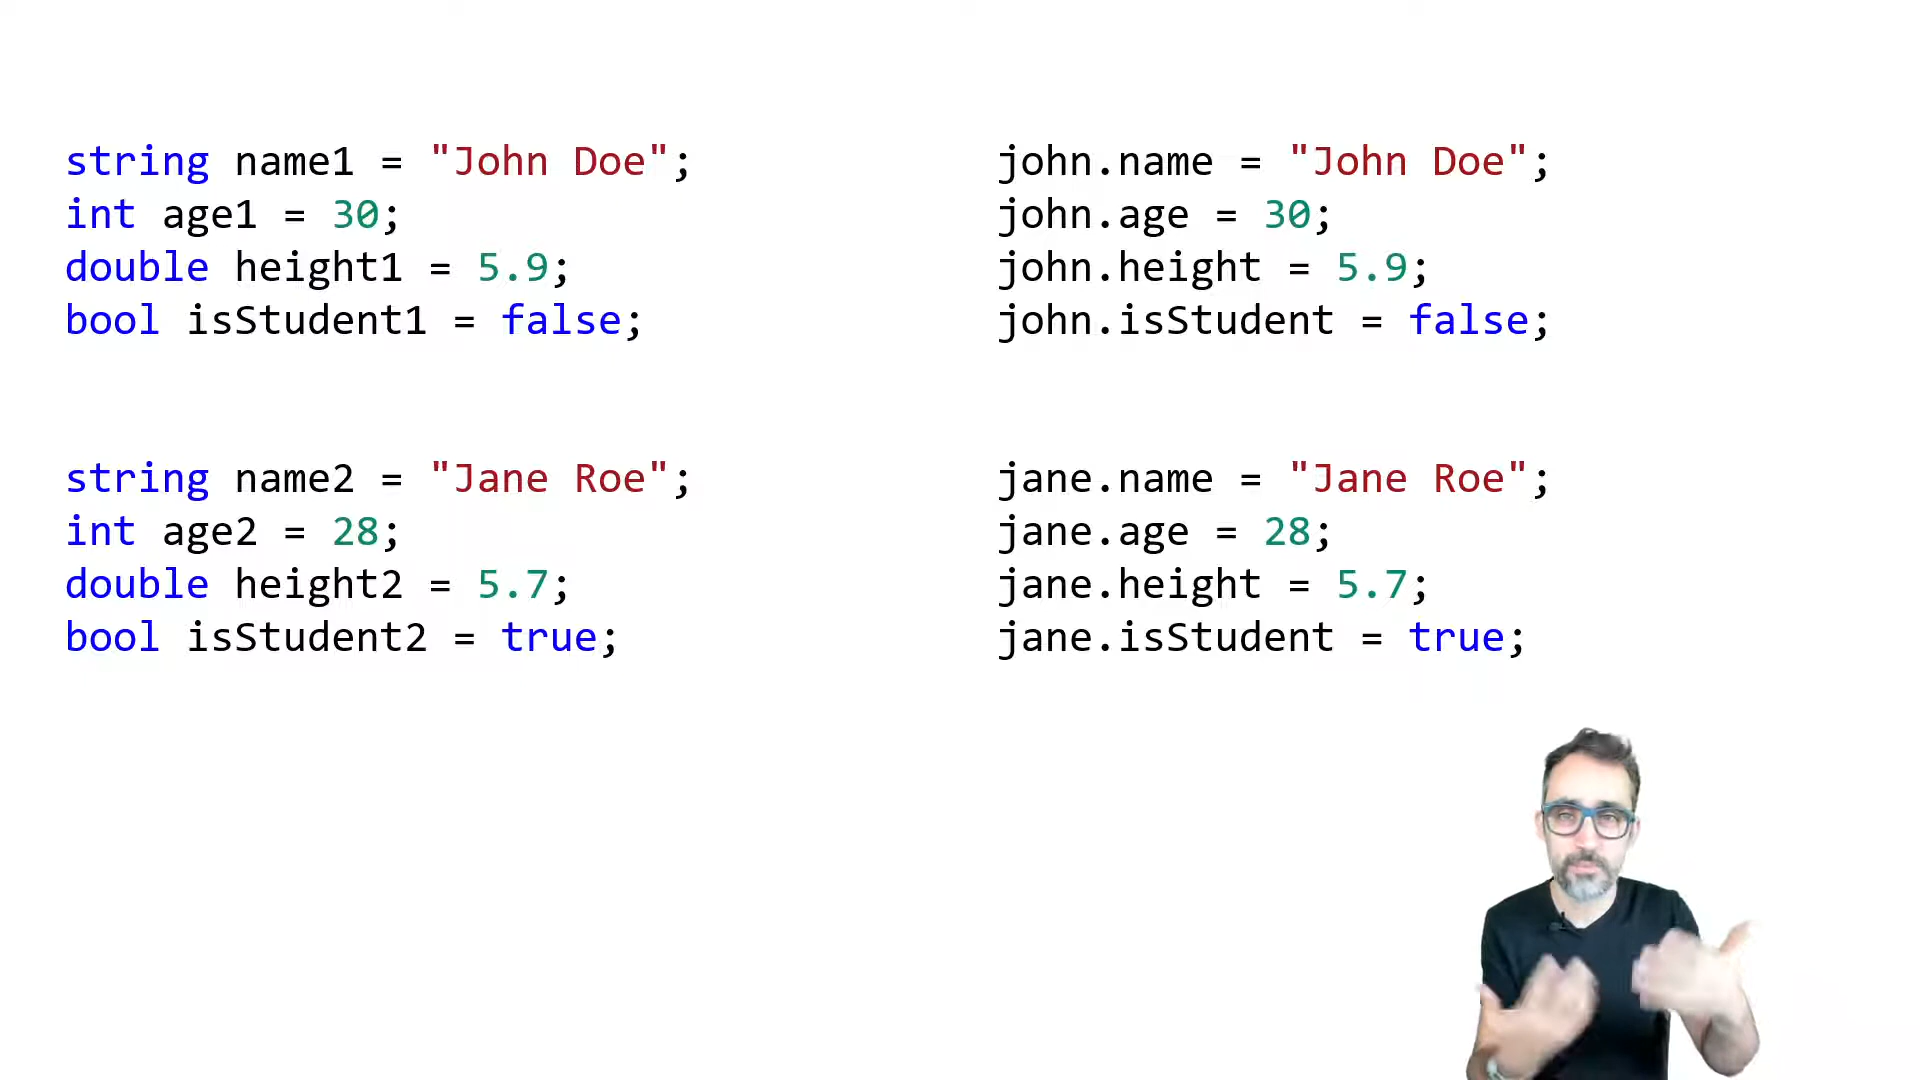 string name1 = "John Doe";
int age1 = 30;
double height1 = 5.9;
bool isStudent1 = false;
string name2 = "Jane Roe";
int age2 = 28;
double height2 = 5.7;
bool isStudent2 = true;
john.name = "John Doe";
john.age = 30;
john.height = 5.9;
john.isStudent = false;
jane.name = "Jane Roe";
jane.age = 28;
jane.height = 5.7;
jane.isStudent = true;